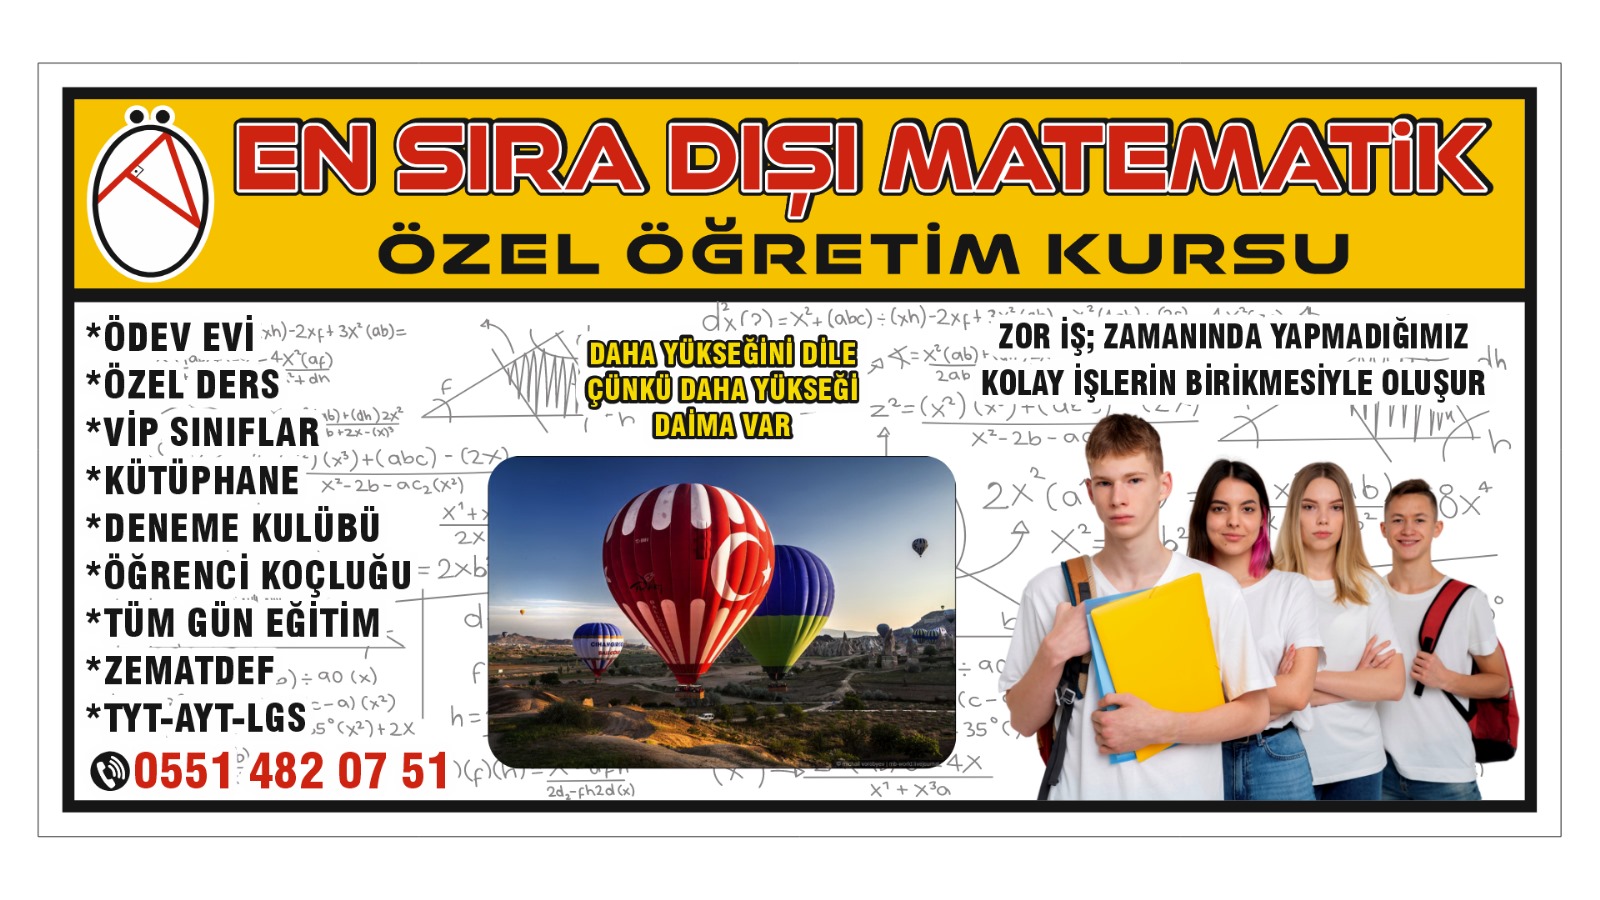 EN SIRA DIŞI MATEMATİK
ÖZEL ÖĞRETİM KURSU
*ÖDEV EVİ
*ÖZEL DERS
*VİP SINIFLAR
*KÜTÜPHANE
*DENEME KULÜBÜ
*ÖĞRENCİ KOÇLUĞU
*TÜM GÜN EĞİTİM
*ZEMATDEF
*TYT-AYT-LGS
0551 482 07 51
DAHA YÜKSEĞİNİ DİLE
ÇÜNKÜ DAHA YÜKSEĞİ
DAİMA VAR
ZOR İŞ; ZAMANINDA YAPMADIĞIMIZ
KOLAY İŞLERİN BİRİKMESİYLE OLUŞUR